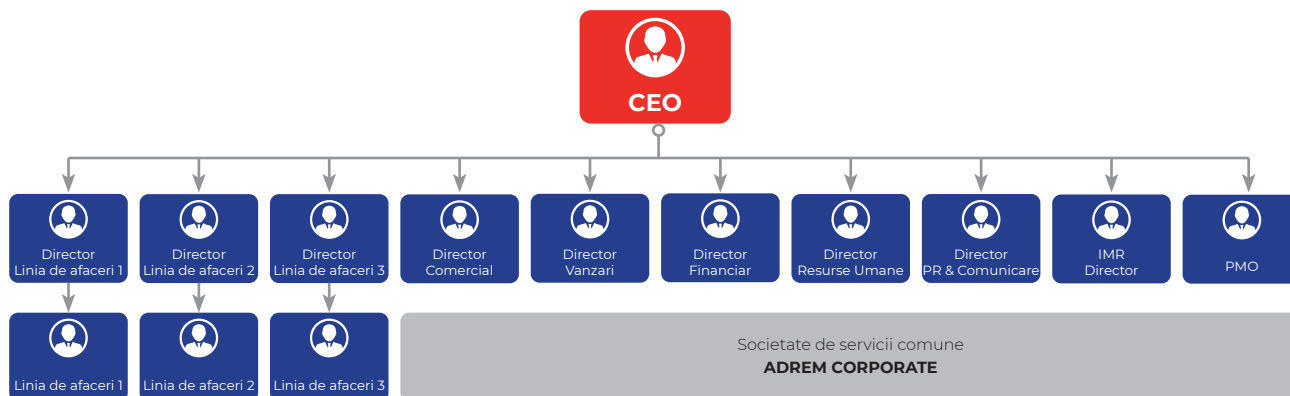 CEO
Director
Linia de afaceri 1
Director
Linia de afaceri 2
Director
Linia de afaceri 3
Director
Comercial
Director
Vanzari
Director
Financiar
Director
Resurse Umane
Director
PR & Comunicare
IMR
Director
PMO
Linia de afaceri 1
Linia de afaceri 2
Linia de afaceri 3
Societate de servicii comune
ADREM CORPORATE